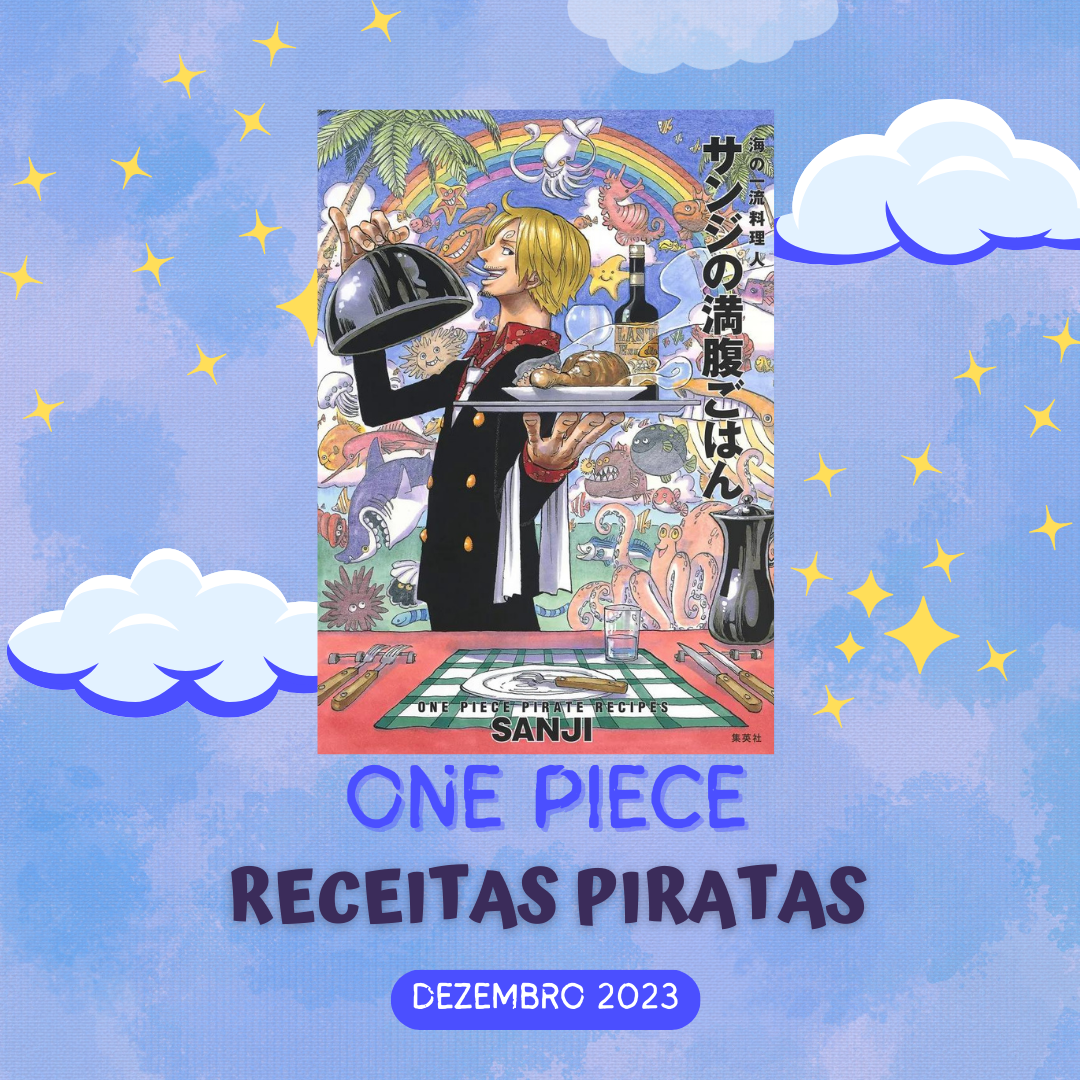 海の一流料理人
サンジの満腹ごはん
ONE PIECE PIRATE RECIPES
SANJI
集英社
ONE PIECE
RECEITAS PIRATAS
DEZEMBRO 2023